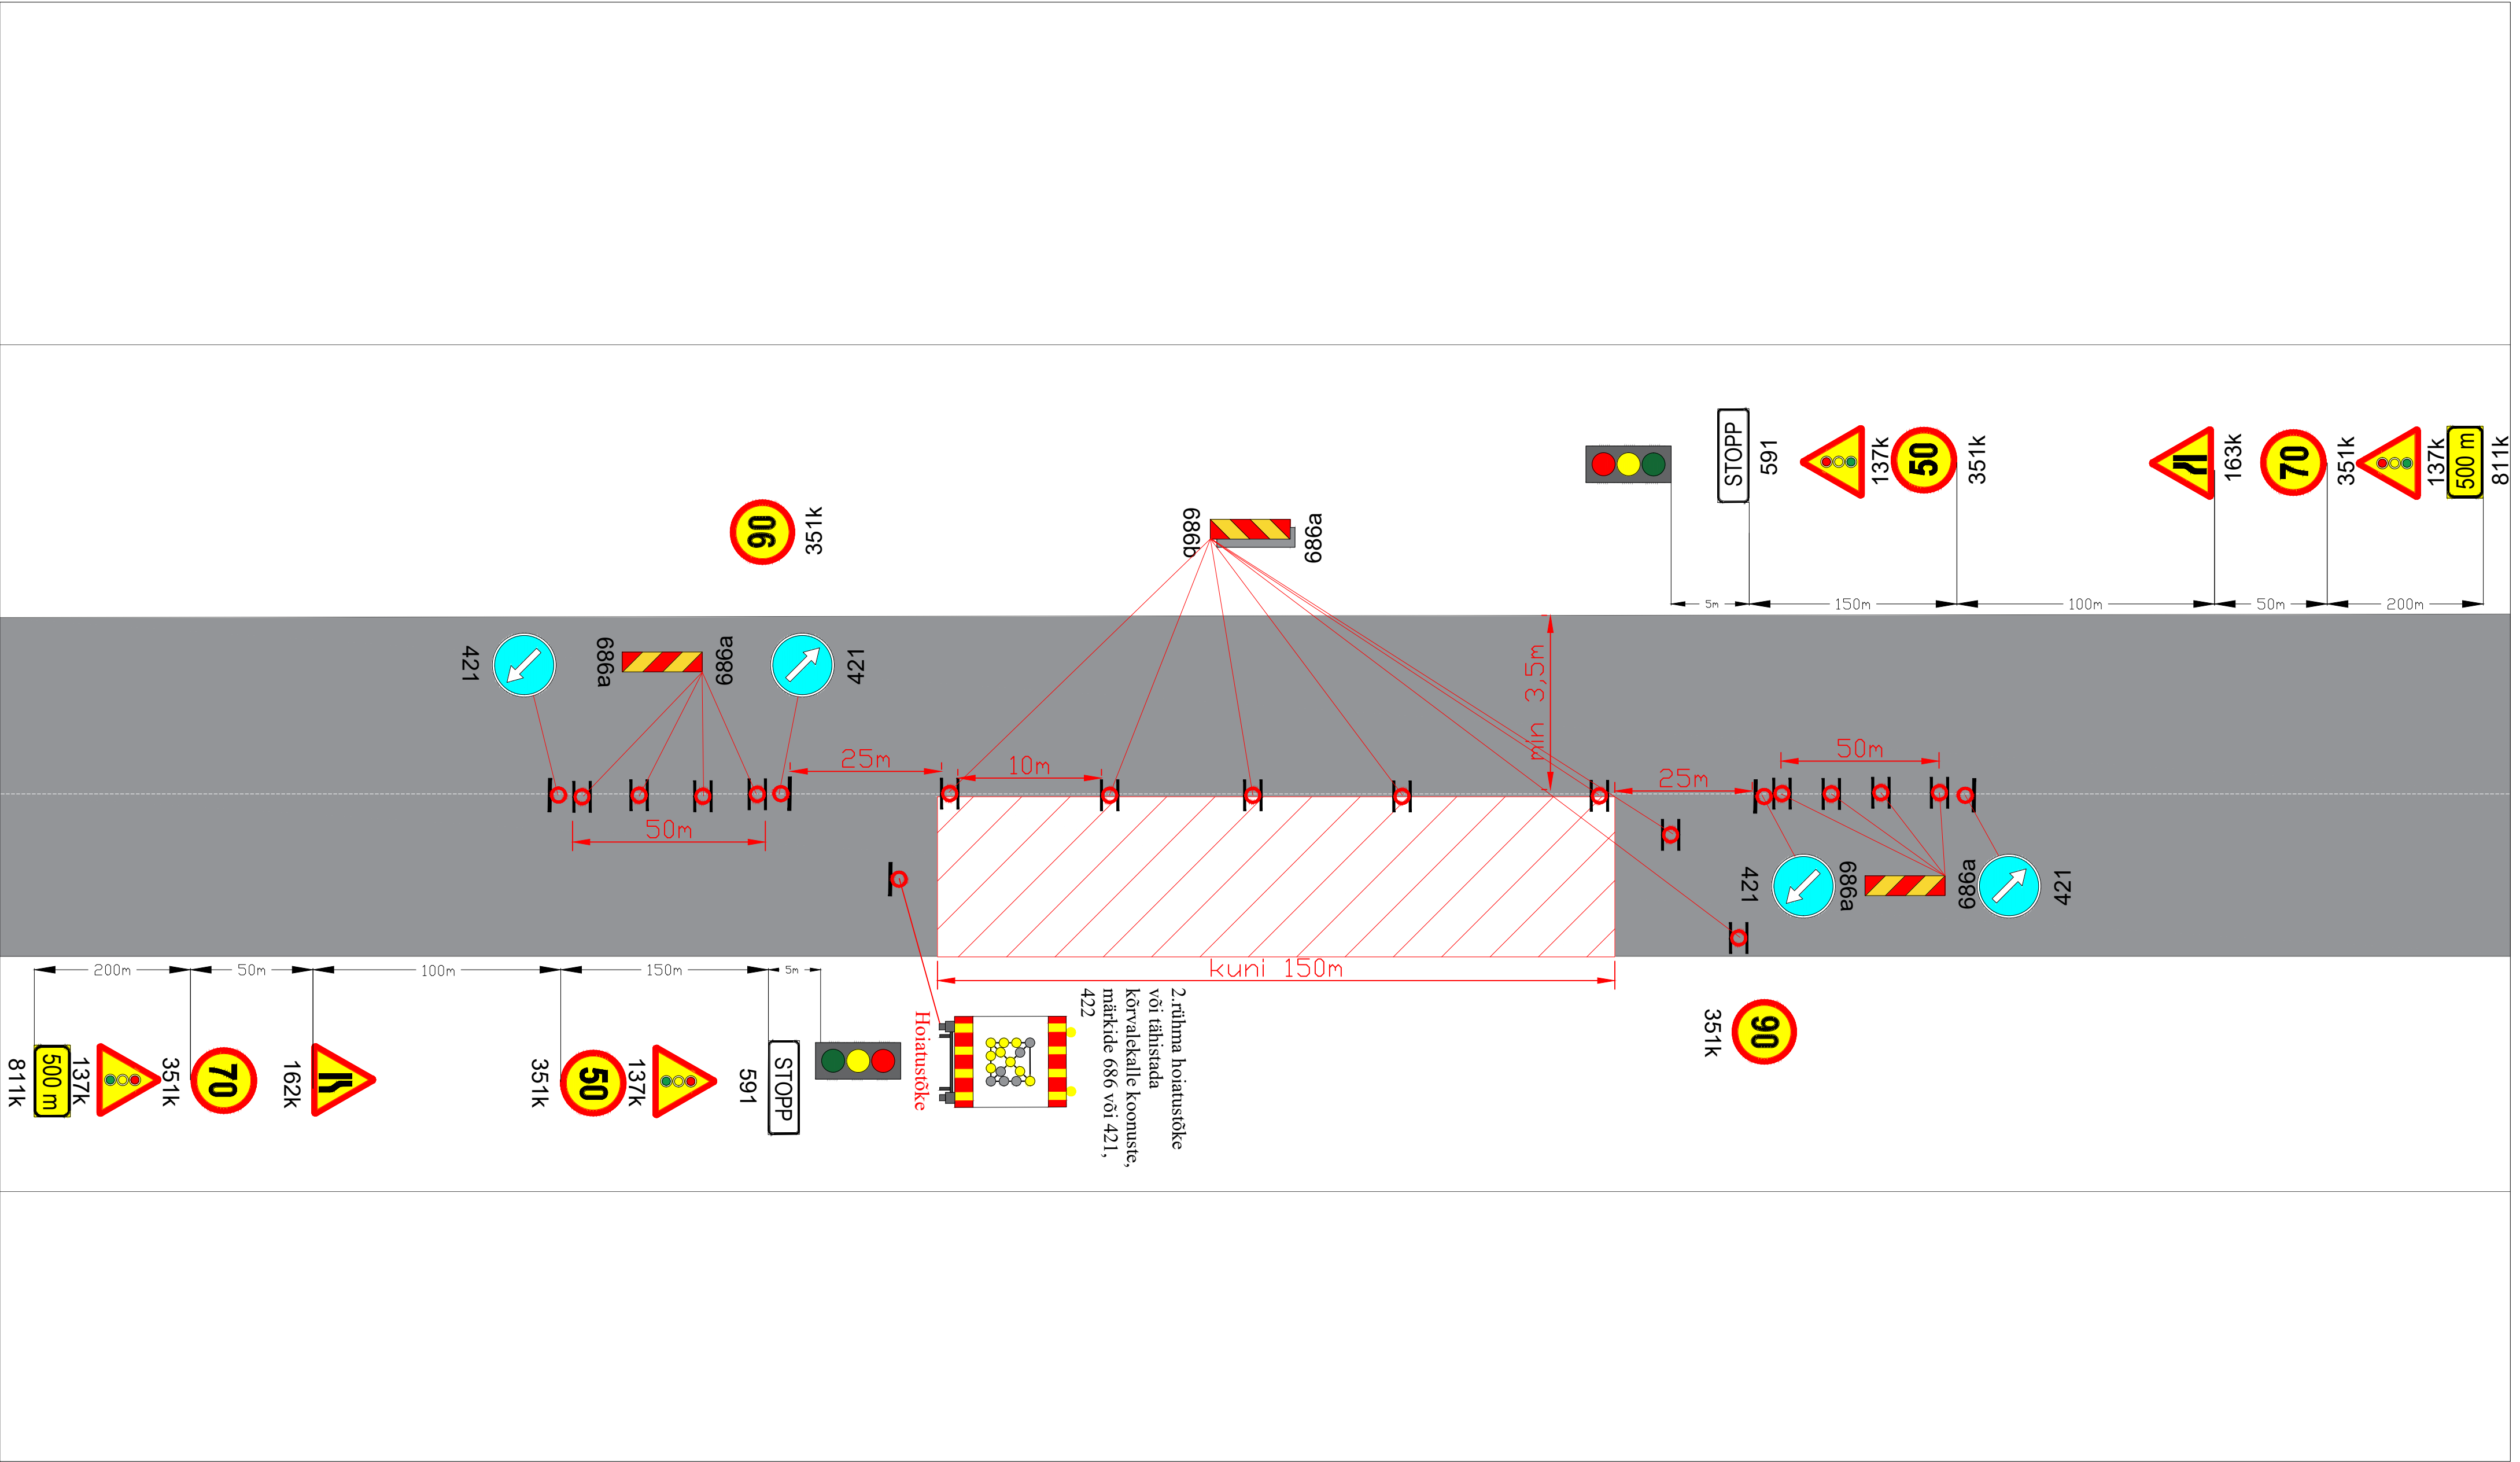 STOPP
591
137k
50
351k
163k
70
351k
137k
500 m
811k
5m
150m
100m
50m
200m
90
351k
686b
686a
421
686a
686a
421
min 3,5m
25m
10m
50m
25m
50m
421
686a
686a
421
kuni 150m
200m
50m
100m
150m
5m
811k
500 m
137k
351k
70
162k
351k
50
137k
591
STOPP
Hoiatustõke
2.rühma hoiatustõke
või tähistada
kõrvalekalle koonuste,
märkide 686 või 421,
422
351k
90